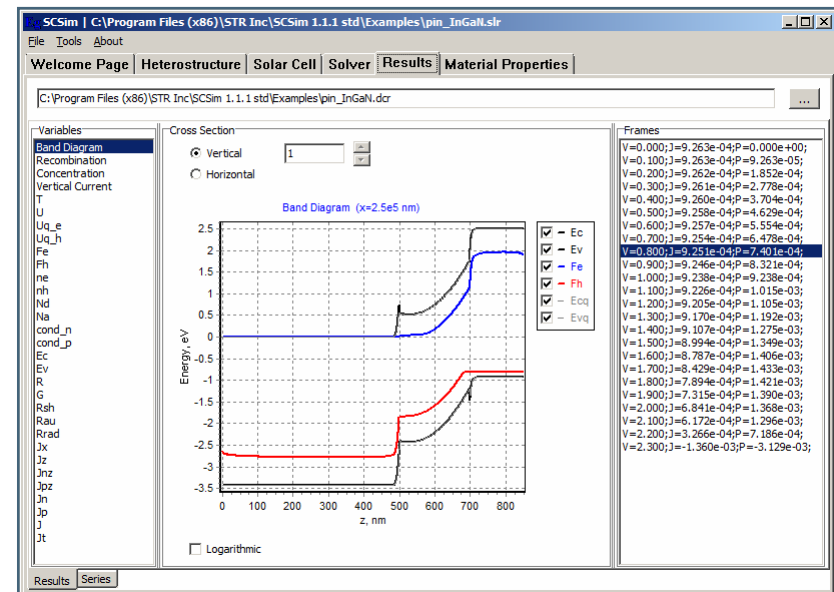 SCSim | C:\Program Files (x86)\STR Inc\SCSim 1.1.1 std\Examples\pin_InGaN.slr
File Tools About
Welcome Page Heterostructure Solar Cell Solver Results Material Properties
C:\Program Files (x86)\STR Inc\SCSim 1.1.1 std\Examples\pin_InGaN.dcr ...
Variables
Band Diagram
Recombination
Concentration
Vertical Current
T
U
Uq_e
Uq_h
Fe
Fh
ne
nh
Nd
Na
cond_n
cond_p
Ec
Ev
R
G
Rsh
Rau
Rrad
Jx
Jz
Jnz
Jpz
Jn
Jp
J
Jt
Cross Section
Vertical 1
Horizontal
Band Diagram (x=2.5e5 nm)
2.5
2
1.5
1
0.5
0
-0.5
-1
-1.5
-2
-2.5
-3
-3.5
Energy, eV
0 100 200 300 400 500 600 700 800
z, nm
Ec
Ev
Fe
Fh
Ecq
Evq
Logarithmic
Frames
V=0.000;J=9.263e-04;P=0.000e+00;
V=0.100;J=9.263e-04;P=9.263e-05;
V=0.200;J=9.262e-04;P=1.852e-04;
V=0.300;J=9.261e-04;P=2.778e-04;
V=0.400;J=9.260e-04;P=3.704e-04;
V=0.500;J=9.258e-04;P=4.629e-04;
V=0.600;J=9.257e-04;P=5.554e-04;
V=0.700;J=9.254e-04;P=6.478e-04;
V=0.800;J=9.251e-04;P=7.401e-04;
V=0.900;J=9.246e-04;P=8.321e-04;
V=1.000;J=9.238e-04;P=9.238e-04;
V=1.100;J=9.226e-04;P=1.015e-03;
V=1.200;J=9.205e-04;P=1.105e-03;
V=1.300;J=9.170e-04;P=1.192e-03;
V=1.400;J=9.107e-04;P=1.275e-03;
V=1.500;J=8.994e-04;P=1.349e-03;
V=1.600;J=8.787e-04;P=1.406e-03;
V=1.700;J=8.429e-04;P=1.433e-03;
V=1.800;J=7.894e-04;P=1.421e-03;
V=1.900;J=7.315e-04;P=1.390e-03;
V=2.000;J=6.841e-04;P=1.368e-03;
V=2.100;J=6.172e-04;P=1.296e-03;
V=2.200;J=3.266e-04;P=7.186e-04;
V=2.300;J=-1.360e-03;P=-3.129e-03;
Results Series